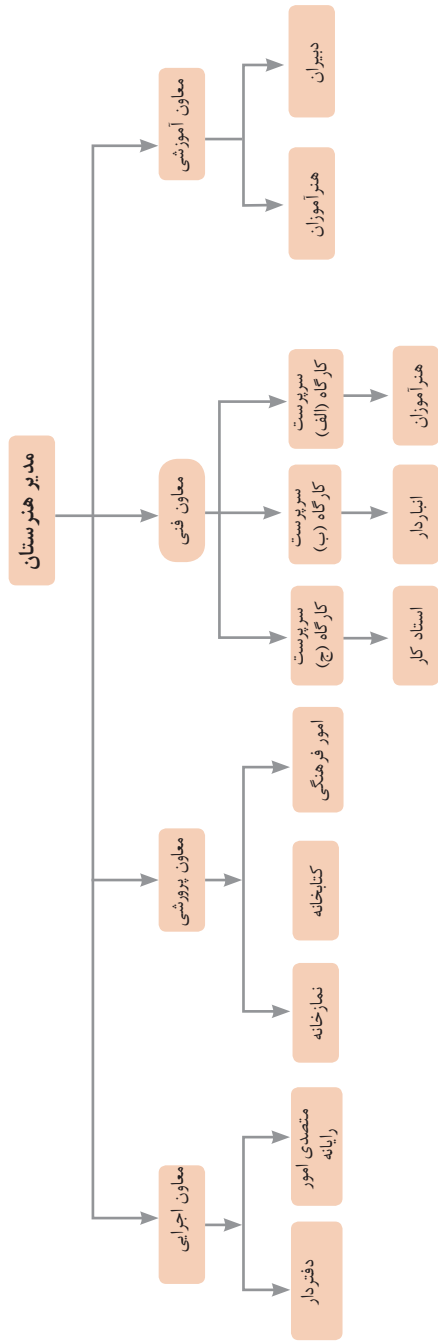 مدیر هنرستان
معاون آموزشی
معاون فنی
معاون پرورشی
معاون اجرایی
دبیران
هنرآموزان
سرپرست
کارگاه (الف)
سرپرست
کارگاه (ب)
سرپرست
کارگاه (ج)
امور فرهنگی
کتابخانه
نمازخانه
متصدی امور
رایانه
دفتردار
هنرآموزان
انباردار
استاد کار